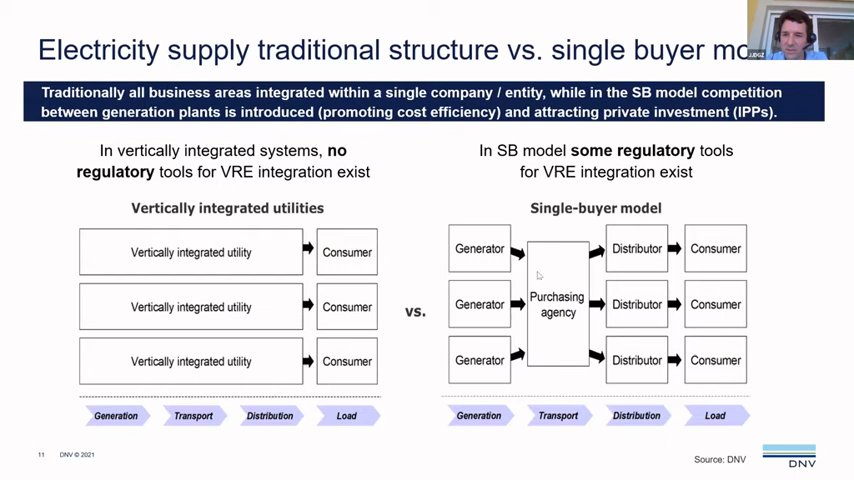 Electricity supply traditional structure vs. single buyer mo
JJDGZ
Traditionally all business areas integrated within a single company / entity, while in the SB model competition
between generation plants is introduced (promoting cost efficiency) and attracting private investment (IPPs).
In vertically integrated systems, no
regulatory tools for VRE integration exist
Vertically integrated utilities
Vertically integrated utility
Consumer
Vertically integrated utility
Consumer
Vertically integrated utility
Consumer
Generation
Transport
Distribution
Load
vs.
In SB model some regulatory tools
for VRE integration exist
Single-buyer model
Generator
Distributor
Consumer
Generator
Purchasing
agency
Distributor
Consumer
Generator
Distributor
Consumer
Generation
Transport
Distribution
Load
11
DNV © 2021
Source: DNV
DNV